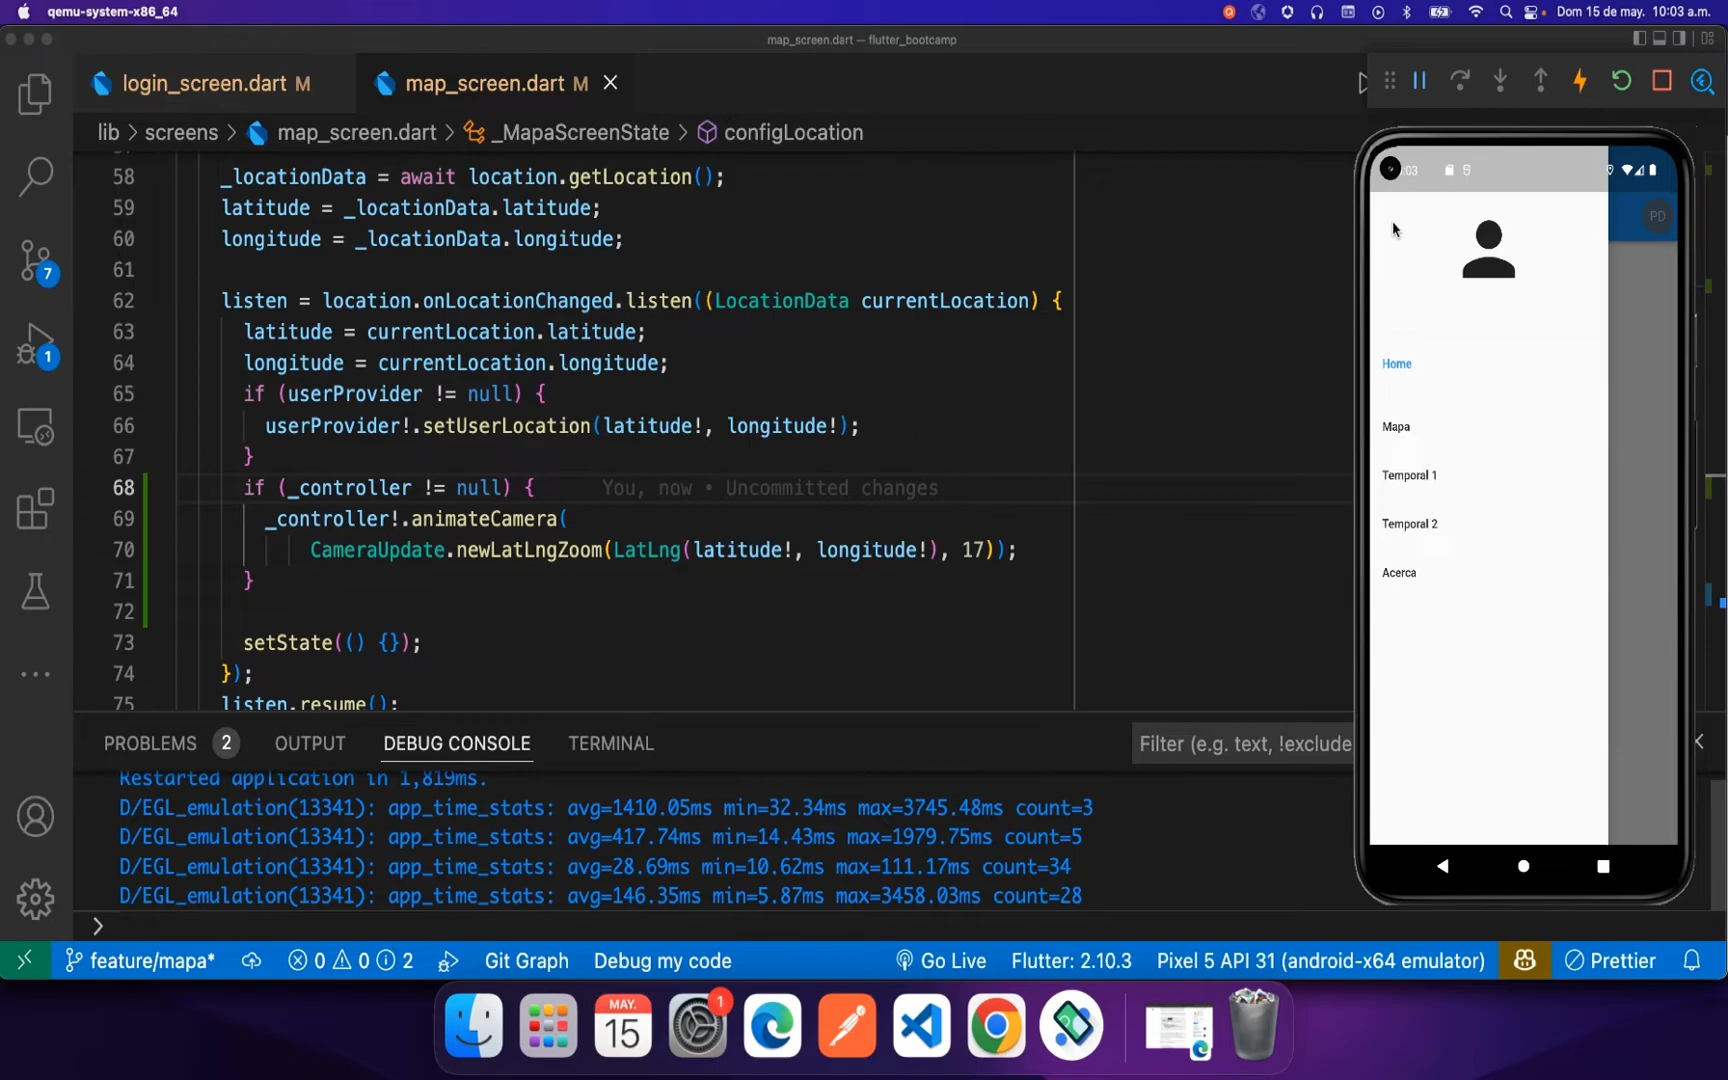 qemu-system-x86_64
Dom 15 de may. 10:03 a.m.
map_screen.dart — flutter_bootcamp
login_screen.dart M
map_screen.dart M
lib > screens > map_screen.dart > _MapaScreenState > configLocation
58 _locationData = await location.getLocation();
59 latitude = _locationData.latitude;
60 longitude = _locationData.longitude;
61
62 listen = location.onLocationChanged.listen((LocationData currentLocation) {
63 latitude = currentLocation.latitude;
64 longitude = currentLocation.longitude;
65 if (userProvider != null) {
66 userProvider!.setUserLocation(latitude!, longitude!);
67 }
68 if (_controller != null) { You, now • Uncommitted changes
69 _controller!.animateCamera(
70 CameraUpdate.newLatLngZoom(LatLng(latitude!, longitude!), 17));
71 }
72
73 setState(() {});
74 });
75 listen.resume();
7
1
PROBLEMS 2 OUTPUT DEBUG CONSOLE TERMINAL
Filter (e.g. text, !exclude
Restarted application in 1,819ms.
D/EGL_emulation(13341): app_time_stats: avg=1410.05ms min=32.34ms max=3745.48ms count=3
D/EGL_emulation(13341): app_time_stats: avg=417.74ms min=14.43ms max=1979.75ms count=5
D/EGL_emulation(13341): app_time_stats: avg=28.69ms min=10.62ms max=111.17ms count=34
D/EGL_emulation(13341): app_time_stats: avg=146.35ms min=5.87ms max=3458.03ms count=28
>
:03
PD
Home
Mapa
Temporal 1
Temporal 2
Acerca
feature/mapa* 0 0 2 Git Graph Debug my code Go Live Flutter: 2.10.3 Pixel 5 API 31 (android-x64 emulator) Prettier
MAY.
15
1